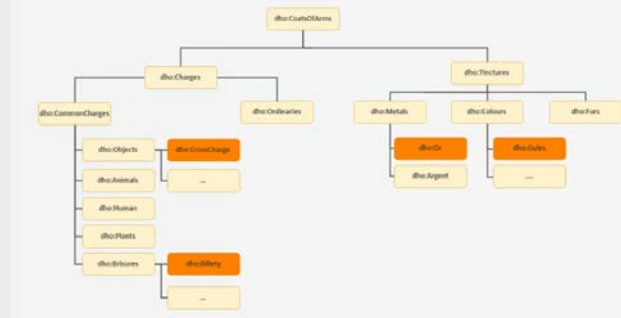 dho:CoatsOfArms
dho:Charges
dho:Tinctures
dho:CommonCharges
dho:Ordinaries
dho:Metals
dho:Colours
dho:Furs
dho:Objects
dho:CrossCharge
dho:Or
dho:Gules
dho:Animals
...
dho:Argent
....
dho:Human
dho:Plants
dho:Brisures
dho:Billety
...